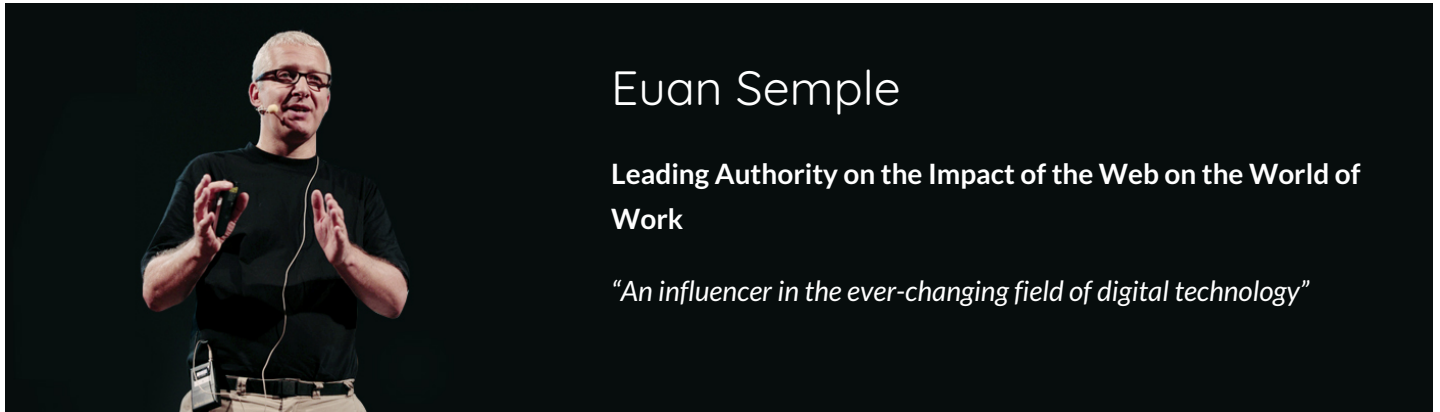 Euan Semple
Leading Authority on the Impact of the Web on the World of
Work
“An influencer in the ever-changing field of digital technology”